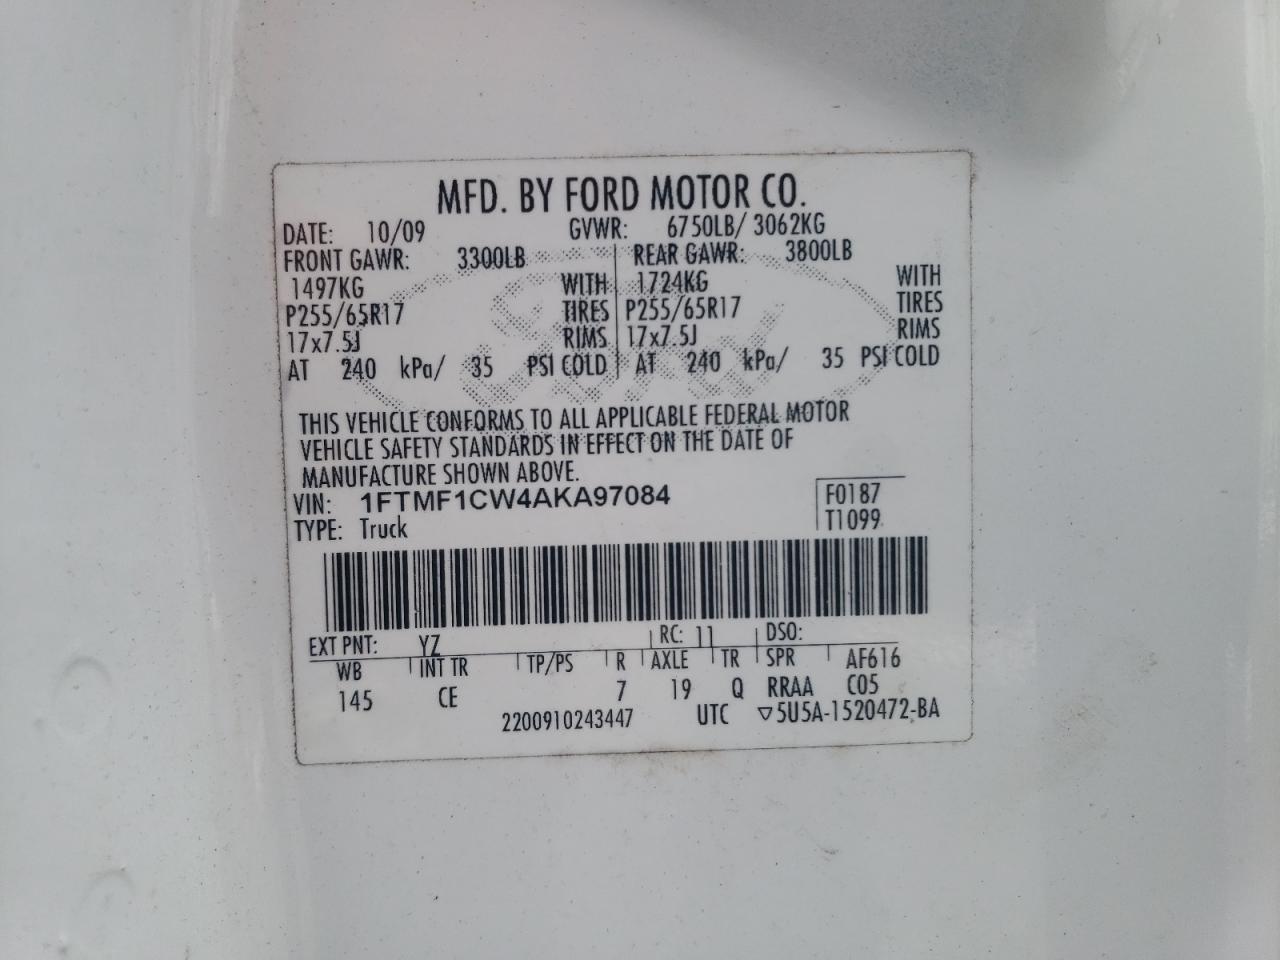 MFD. BY FORD MOTOR CO.
DATE: 10/09 GVWR: 6750LB/ 3062KG
FRONT GAWR: 3300LB REAR GAWR: 3800LB
1497KG WITH 1724KG WITH
P255/65R17 TIRES P255/65R17 TIRES
17x7.5J RIMS 17x7.5J RIMS
AT 240 kPa/ 35 PSI COLD AT 240 kPa/ 35 PSI COLD
THIS VEHICLE CONFORMS TO ALL APPLICABLE FEDERAL MOTOR
VEHICLE SAFETY STANDARDS IN EFFECT ON THE DATE OF
MANUFACTURE SHOWN ABOVE.
VIN: 1FTMF1CW4AKA97084 F0187
TYPE: Truck T1099
EXT PNT: YZ RC: 11 DSO:
WB INT TR TP/PS R AXLE TR SPR AF616
145 CE 7 19 Q RRAA C05
2200910243447 UTC ▽5U5A-1520472-BA